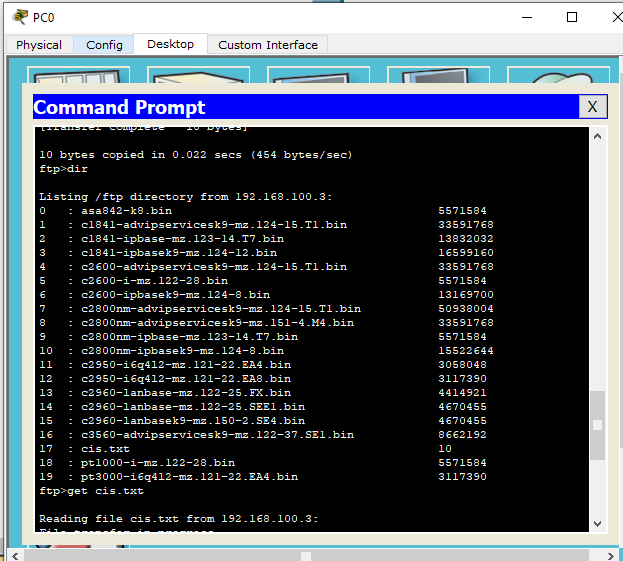 PC0
Physical Config Desktop Custom Interface
Command Prompt X
[Transfer complete - 10 bytes]
10 bytes copied in 0.022 secs (454 bytes/sec)
ftp>dir
Listing /ftp directory from 192.168.100.3:
0 : asa842-k8.bin 5571584
1 : c1841-advipservicesk9-mz.124-15.T1.bin 33591768
2 : c1841-ipbase-mz.123-14.T7.bin 13832032
3 : c1841-ipbasek9-mz.124-12.bin 16599160
4 : c2600-advipservicesk9-mz.124-15.T1.bin 33591768
5 : c2600-i-mz.122-28.bin 5571584
6 : c2600-ipbasek9-mz.124-8.bin 13169700
7 : c2800nm-advipservicesk9-mz.124-15.T1.bin 50938004
8 : c2800nm-advipservicesk9-mz.151-4.M4.bin 33591768
9 : c2800nm-ipbase-mz.123-14.T7.bin 5571584
10 : c2800nm-ipbasek9-mz.124-8.bin 15522644
11 : c2950-i6q4l2-mz.121-22.EA4.bin 3058048
12 : c2950-i6q4l2-mz.121-22.EA8.bin 3117390
13 : c2960-lanbase-mz.122-25.FX.bin 4414921
14 : c2960-lanbase-mz.122-25.SEE1.bin 4670455
15 : c2960-lanbasek9-mz.150-2.SE4.bin 4670455
16 : c3560-advipservicesk9-mz.122-37.SE1.bin 8662192
17 : cis.txt 10
18 : pt1000-i-mz.122-28.bin 5571584
19 : pt3000-i6q4l2-mz.121-22.EA4.bin 3117390
ftp>get cis.txt
Reading file cis.txt from 192.168.100.3:
File transfer in progress